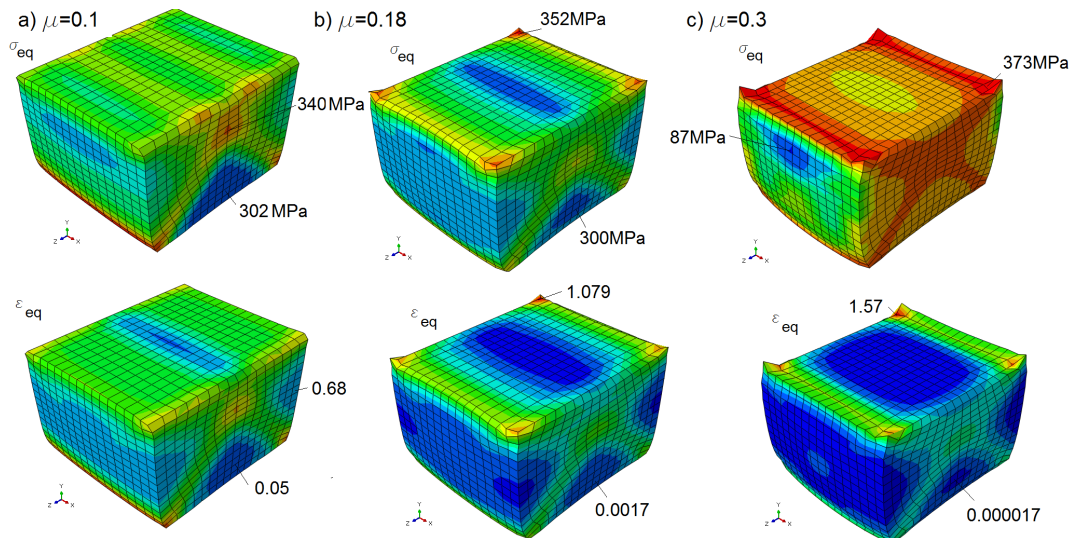 a) μ=0.1
b) μ=0.18
c) μ=0.3
σeq
σeq
σeq
352MPa
340 MPa
373MPa
87MPa
302 MPa
300MPa
Y
Z X
Y
Z X
Y
Z X
εeq
εeq
εeq
1.079
1.57
0.68
0.05
0.0017
0.000017
Y
Z X
Y
Z X
Y
Z X